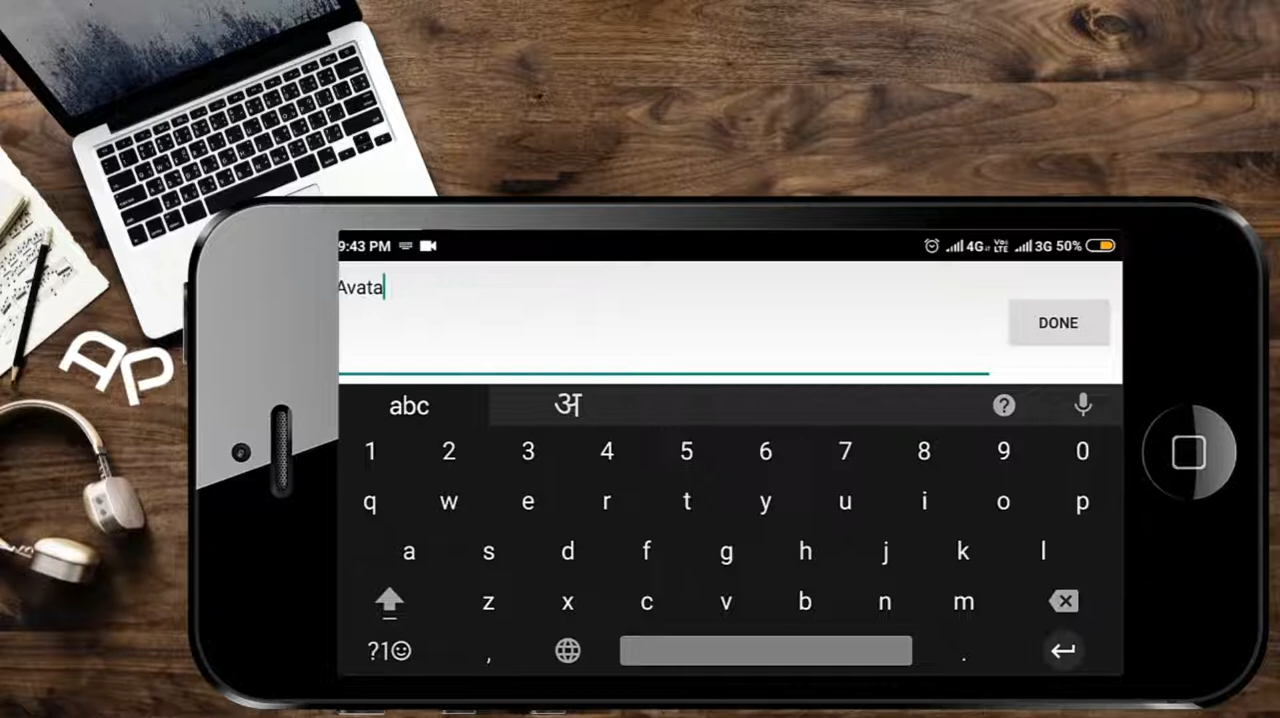 9:43 PM 4G VoLTE 3G 50%
Avata
DONE
abc अ
1 2 3 4 5 6 7 8 9 0
q w e r t y u i o p
a s d f g h j k l
z x c v b n m
?1☺ , .
AP